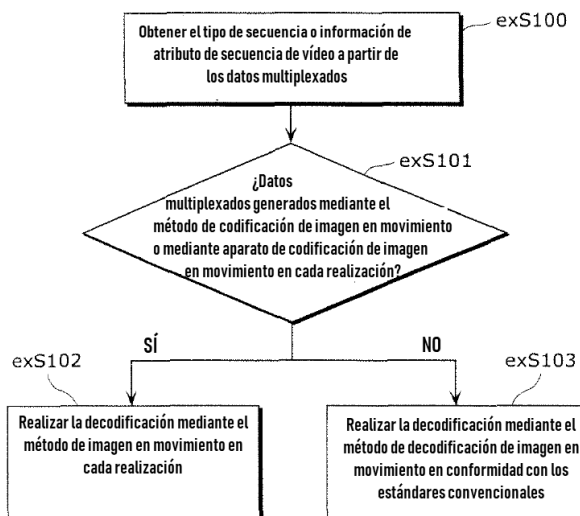 exS100
Obtener el tipo de secuencia o información de
atributo de secuencia de vídeo a partir de
los datos multiplexados
exS101
¿Datos
multiplexados generados mediante el
método de codificación de imagen en movimiento
o mediante aparato de codificación de imagen
en movimiento en cada realización?
SÍ
NO
exS102
exS103
Realizar la decodificación mediante el
método de imagen en movimiento en
cada realización
Realizar la decodificación mediante el
método de decodificación de imagen en
movimiento en conformidad con los
estándares convencionales